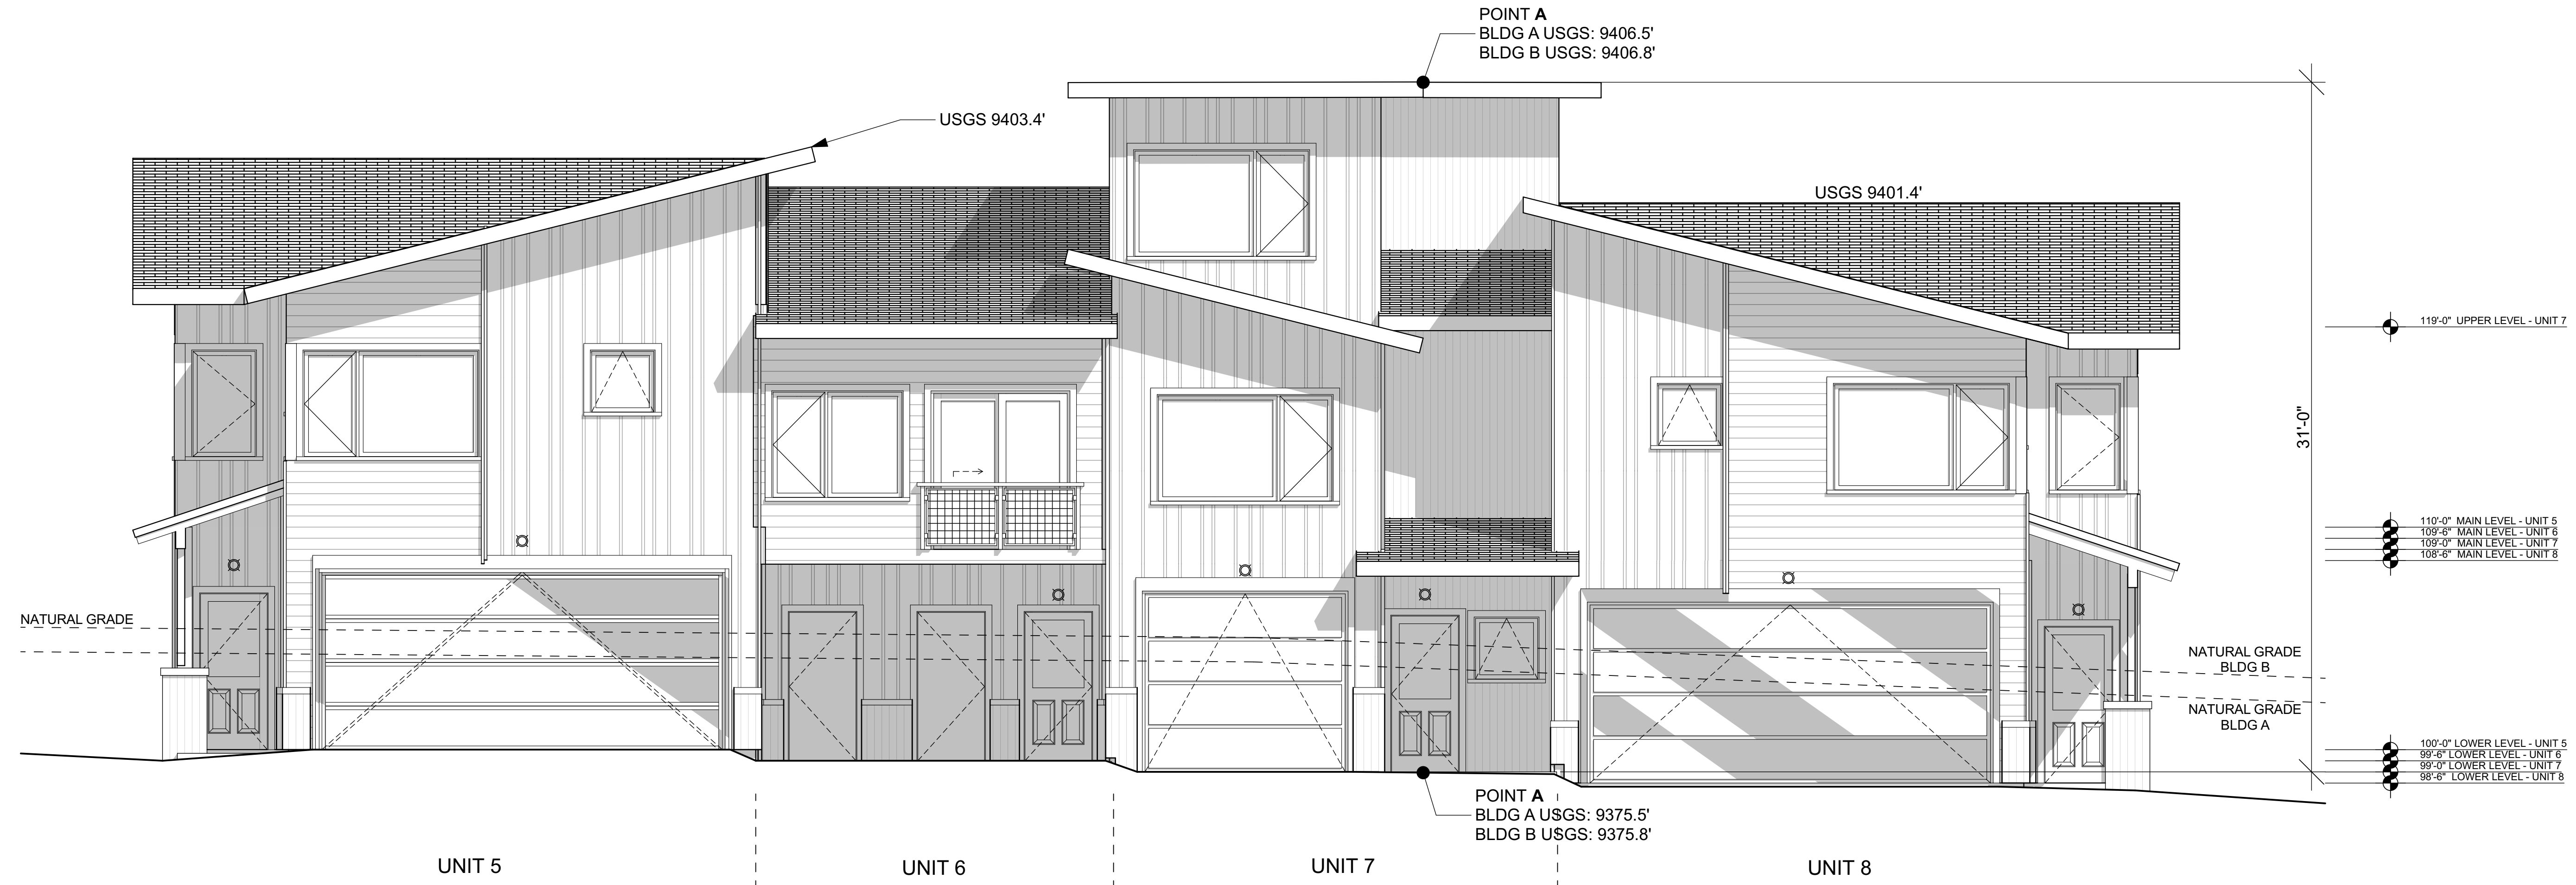 POINT A
BLDG A USGS: 9406.5'
BLDG B USGS: 9406.8'
USGS 9403.4'
USGS 9401.4'
119'-0" UPPER LEVEL - UNIT 7
31'-0"
110'-0" MAIN LEVEL - UNIT 5
109'-6" MAIN LEVEL - UNIT 6
109'-0" MAIN LEVEL - UNIT 7
108'-6" MAIN LEVEL - UNIT 8
NATURAL GRADE
NATURAL GRADE
BLDG B
NATURAL GRADE
BLDG A
100'-0" LOWER LEVEL - UNIT 5
99'-6" LOWER LEVEL - UNIT 6
99'-0" LOWER LEVEL - UNIT 7
98'-6" LOWER LEVEL - UNIT 8
POINT A
BLDG A USGS: 9375.5'
BLDG B USGS: 9375.8'
UNIT 5
UNIT 6
UNIT 7
UNIT 8